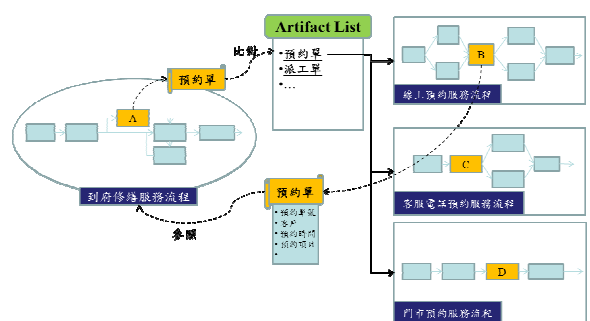 Artifact List
比對
•預約單
•派工單
•…
預約單
A
到府修繕服務流程
B
線上預約服務流程
C
客服電話預約服務流程
D
門市預約服務流程
預約單
• 預約單號
• 客戶
• 預約時間
• 預約項目
•
參照